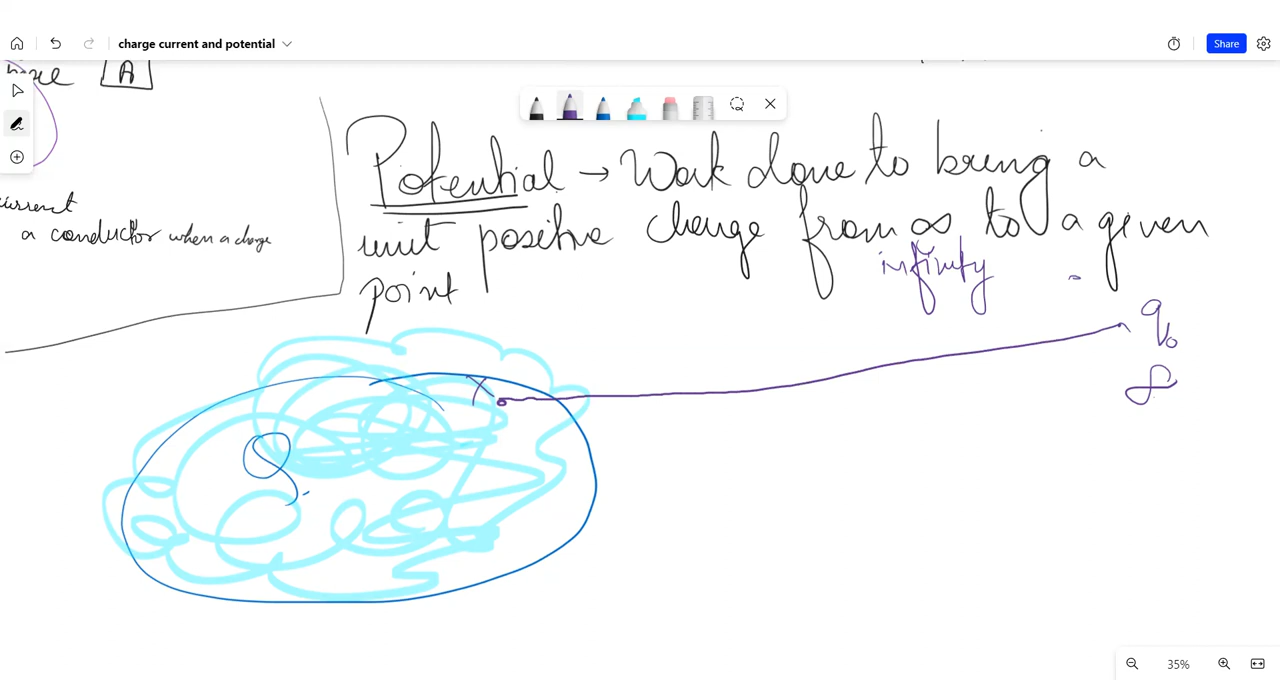 charge current and potential
Share
A
Potential → Work done to bring a
unit positive charge from ∞ to a given
infinity
point
current
a conductor when a charge
q₀
∞
Q
35%